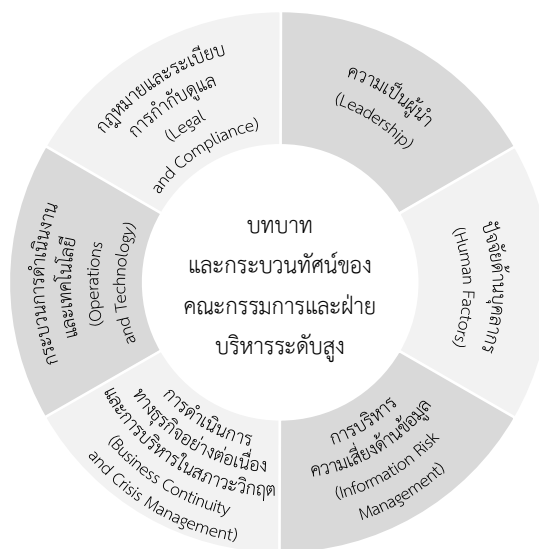 บทบาท
และกระบวนทัศน์ของ
คณะกรรมการและฝ่าย
บริหารระดับสูง
ความเป็นผู้นำ
(Leadership)
ปัจจัยด้านบุคลากร
(Human Factors)
การบริหาร
ความเสี่ยงด้านข้อมูล
(Information Risk
Management)
การดำเนินการ
ทางธุรกิจอย่างต่อเนื่อง
และการบริหารในสภาวะวิกฤต
(Business Continuity
and Crisis Management)
กระบวนการดำเนินงาน
และเทคโนโลยี
(Operations
and Technology)
กฎหมายและระเบียบ
การกำกับดูแล
(Legal
and Compliance)